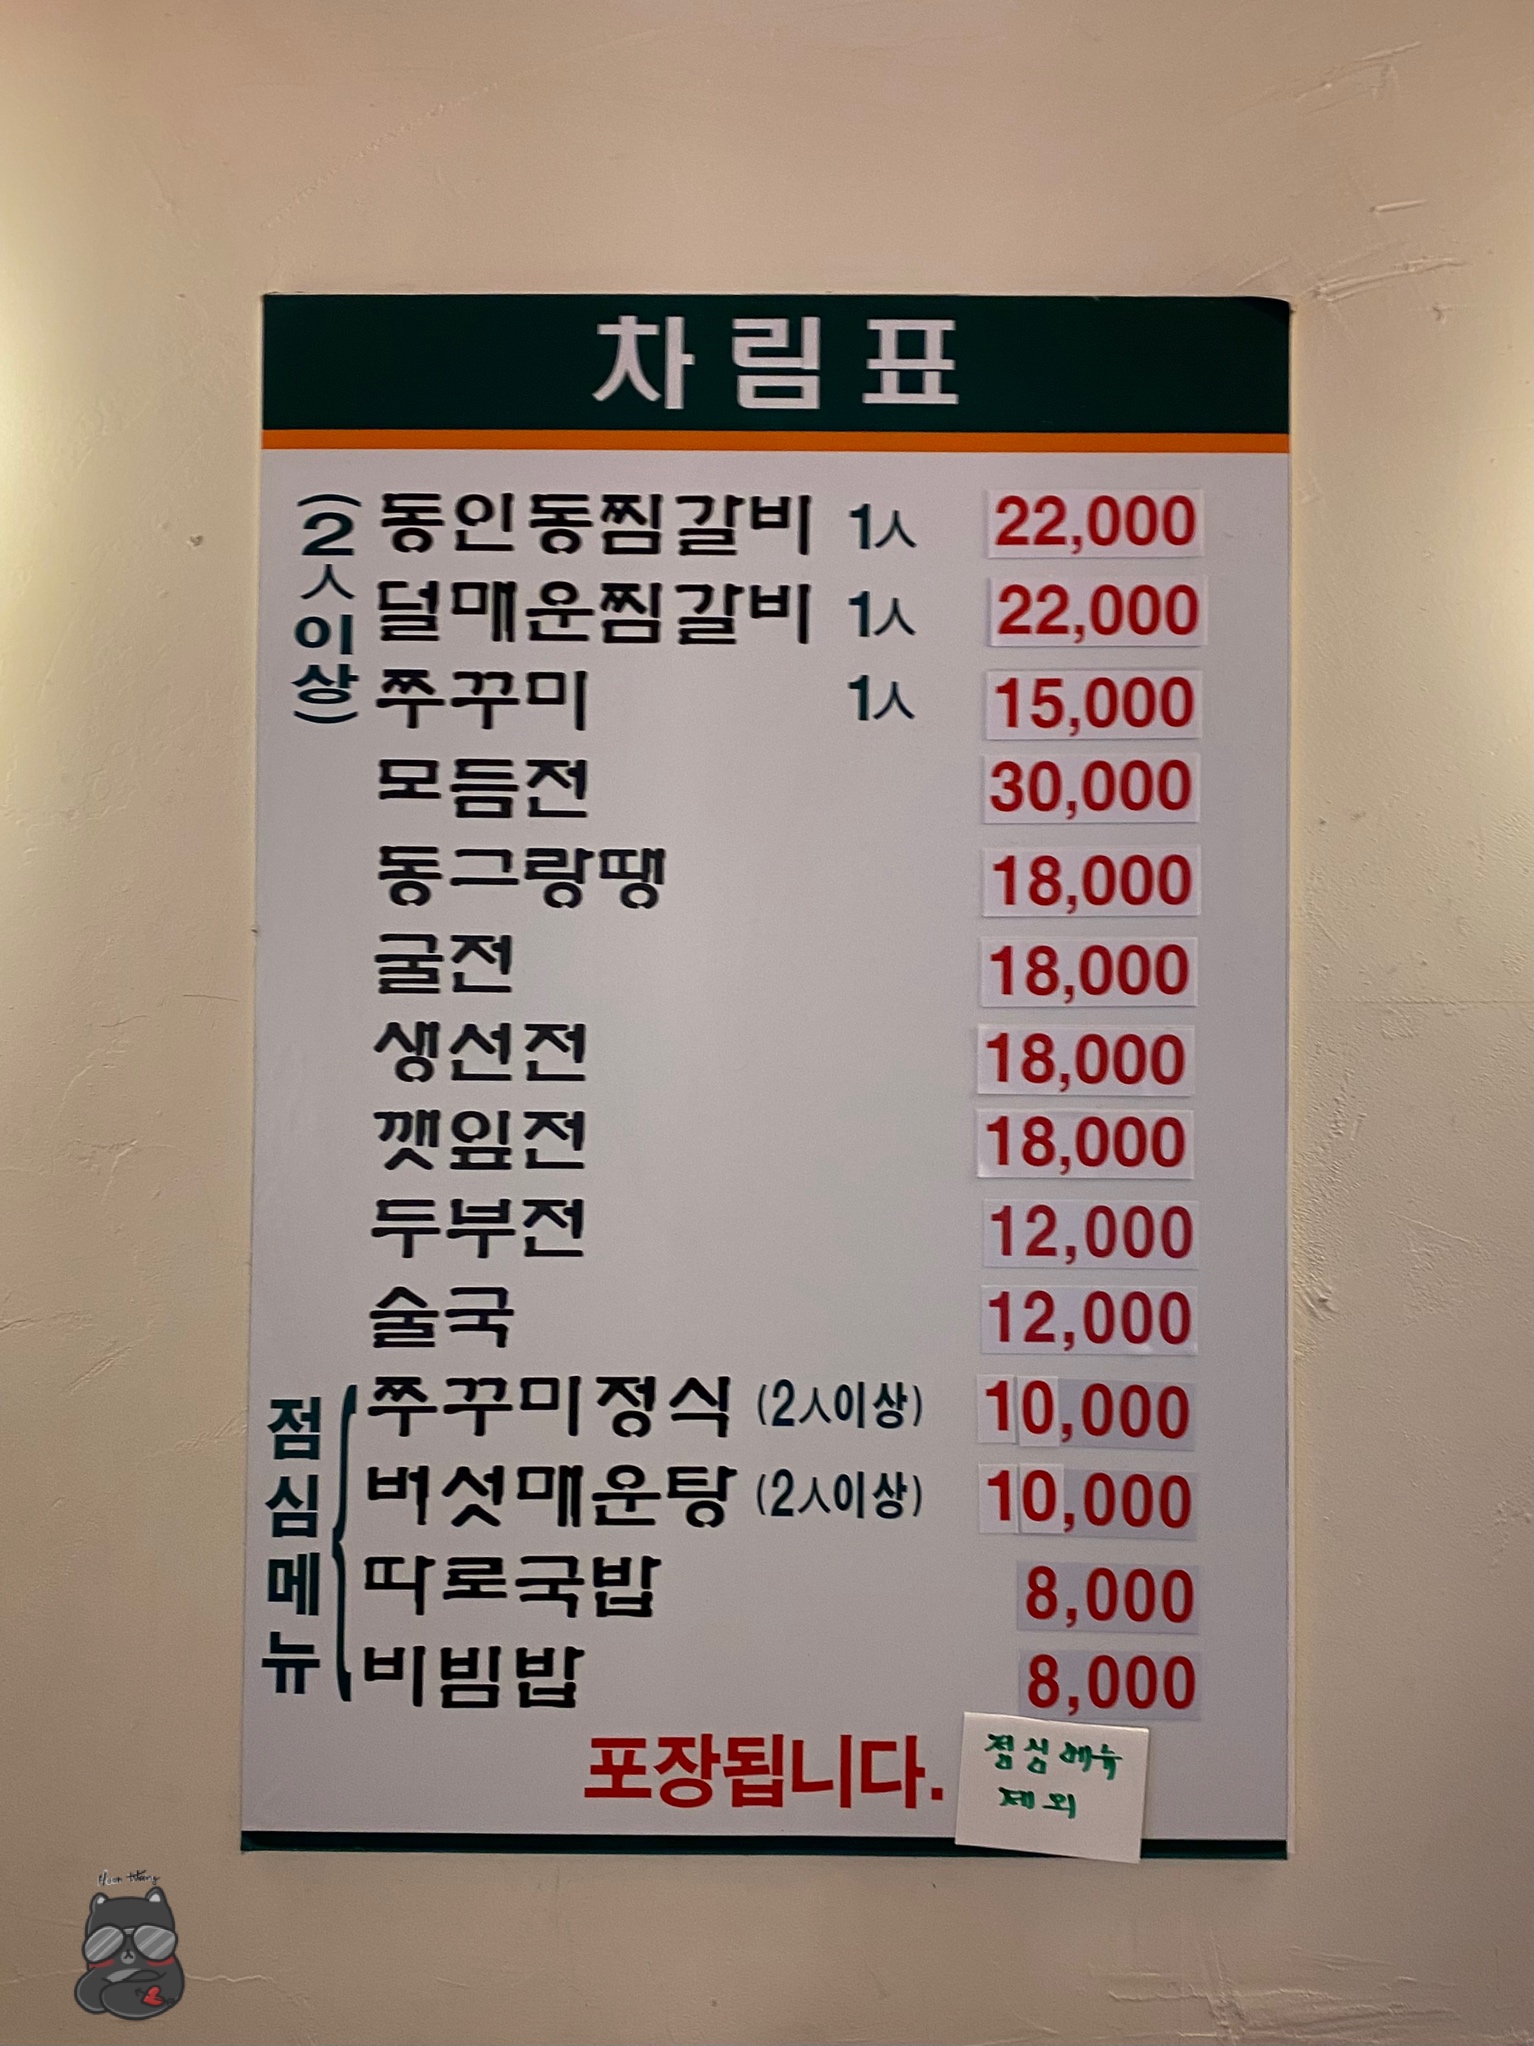 차림표
(2人이상)
동인동찜갈비 1人 22,000
덜매운찜갈비 1人 22,000
쭈꾸미 1人 15,000
모듬전 30,000
동그랑땡 18,000
굴전 18,000
생선전 18,000
깻잎전 18,000
두부전 12,000
술국 12,000
점심메뉴
쭈꾸미정식 (2人이상) 10,000
버섯매운탕 (2人이상) 10,000
따로국밥 8,000
비빔밥 8,000
포장됩니다.
점심메뉴
제외